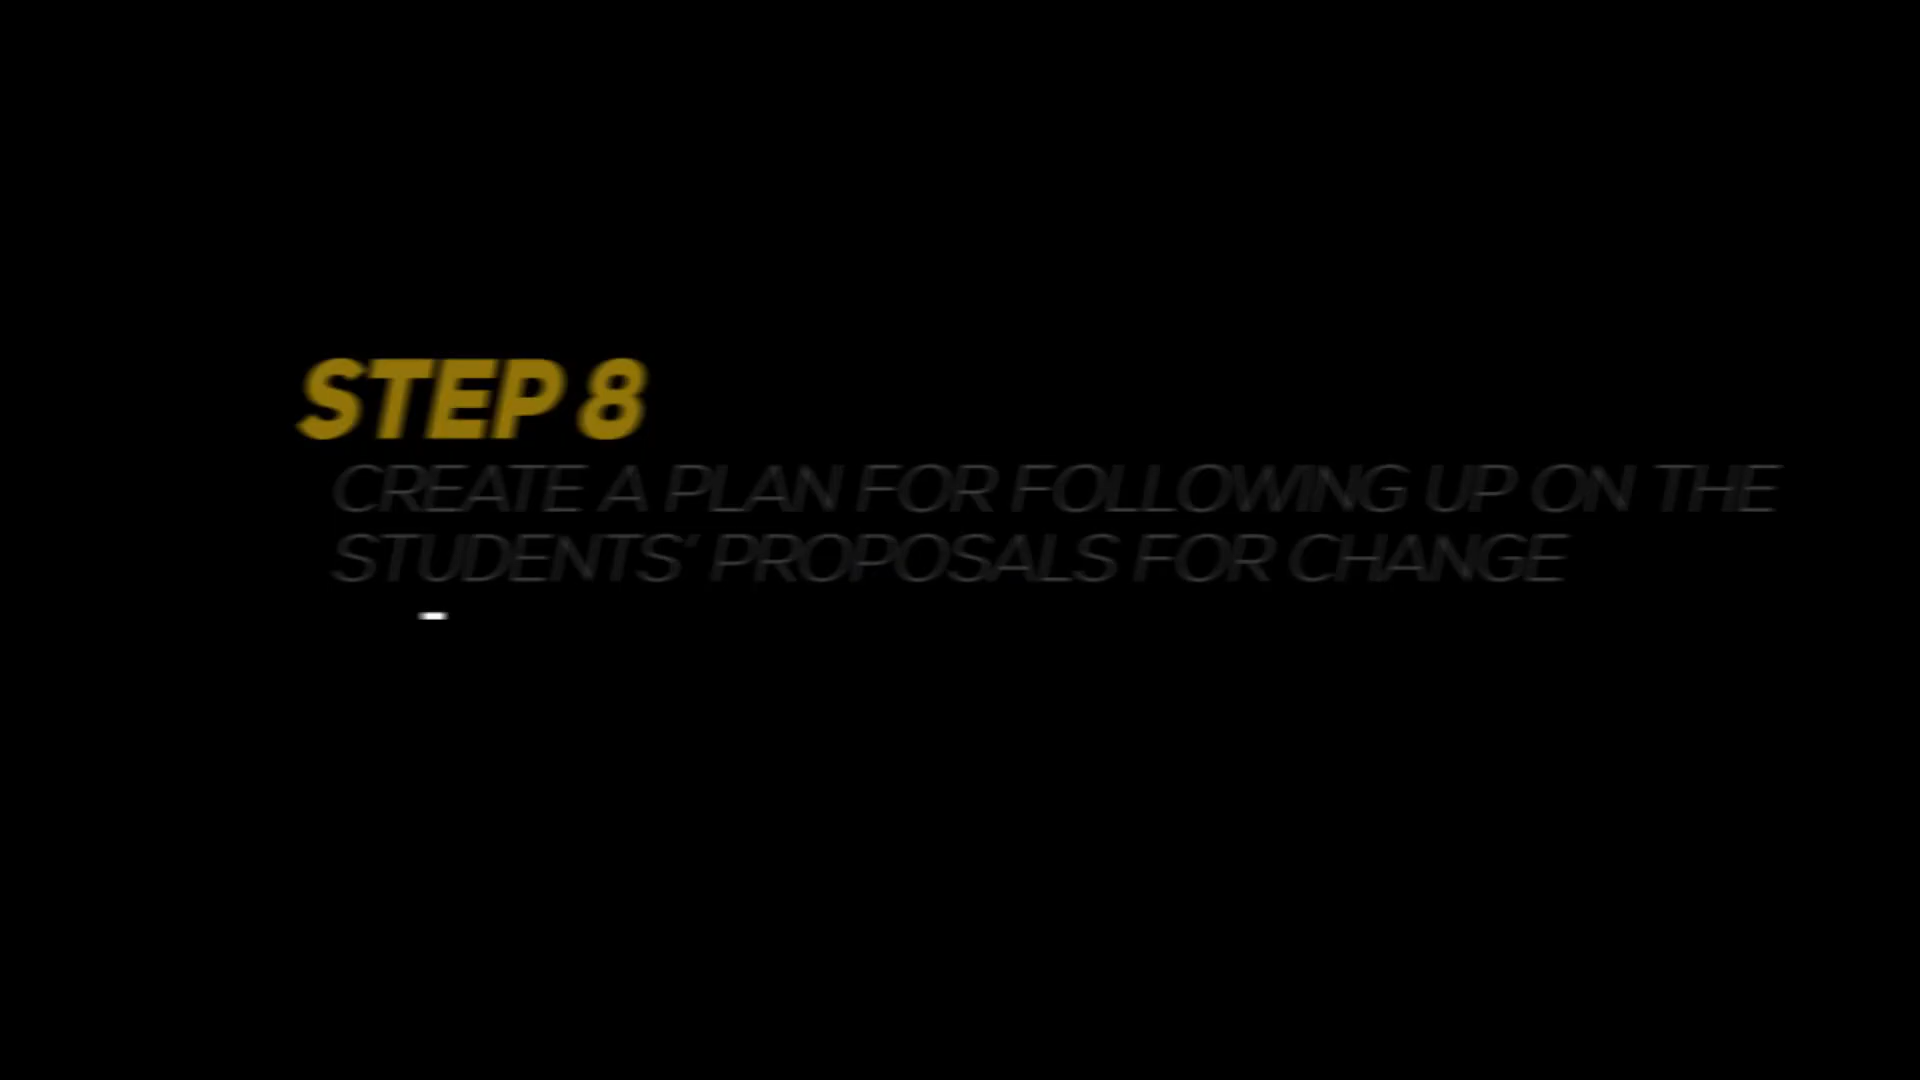 STEP 8
CREATE A PLAN FOR FOLLOWING UP ON THE
STUDENTS’ PROPOSALS FOR CHANGE